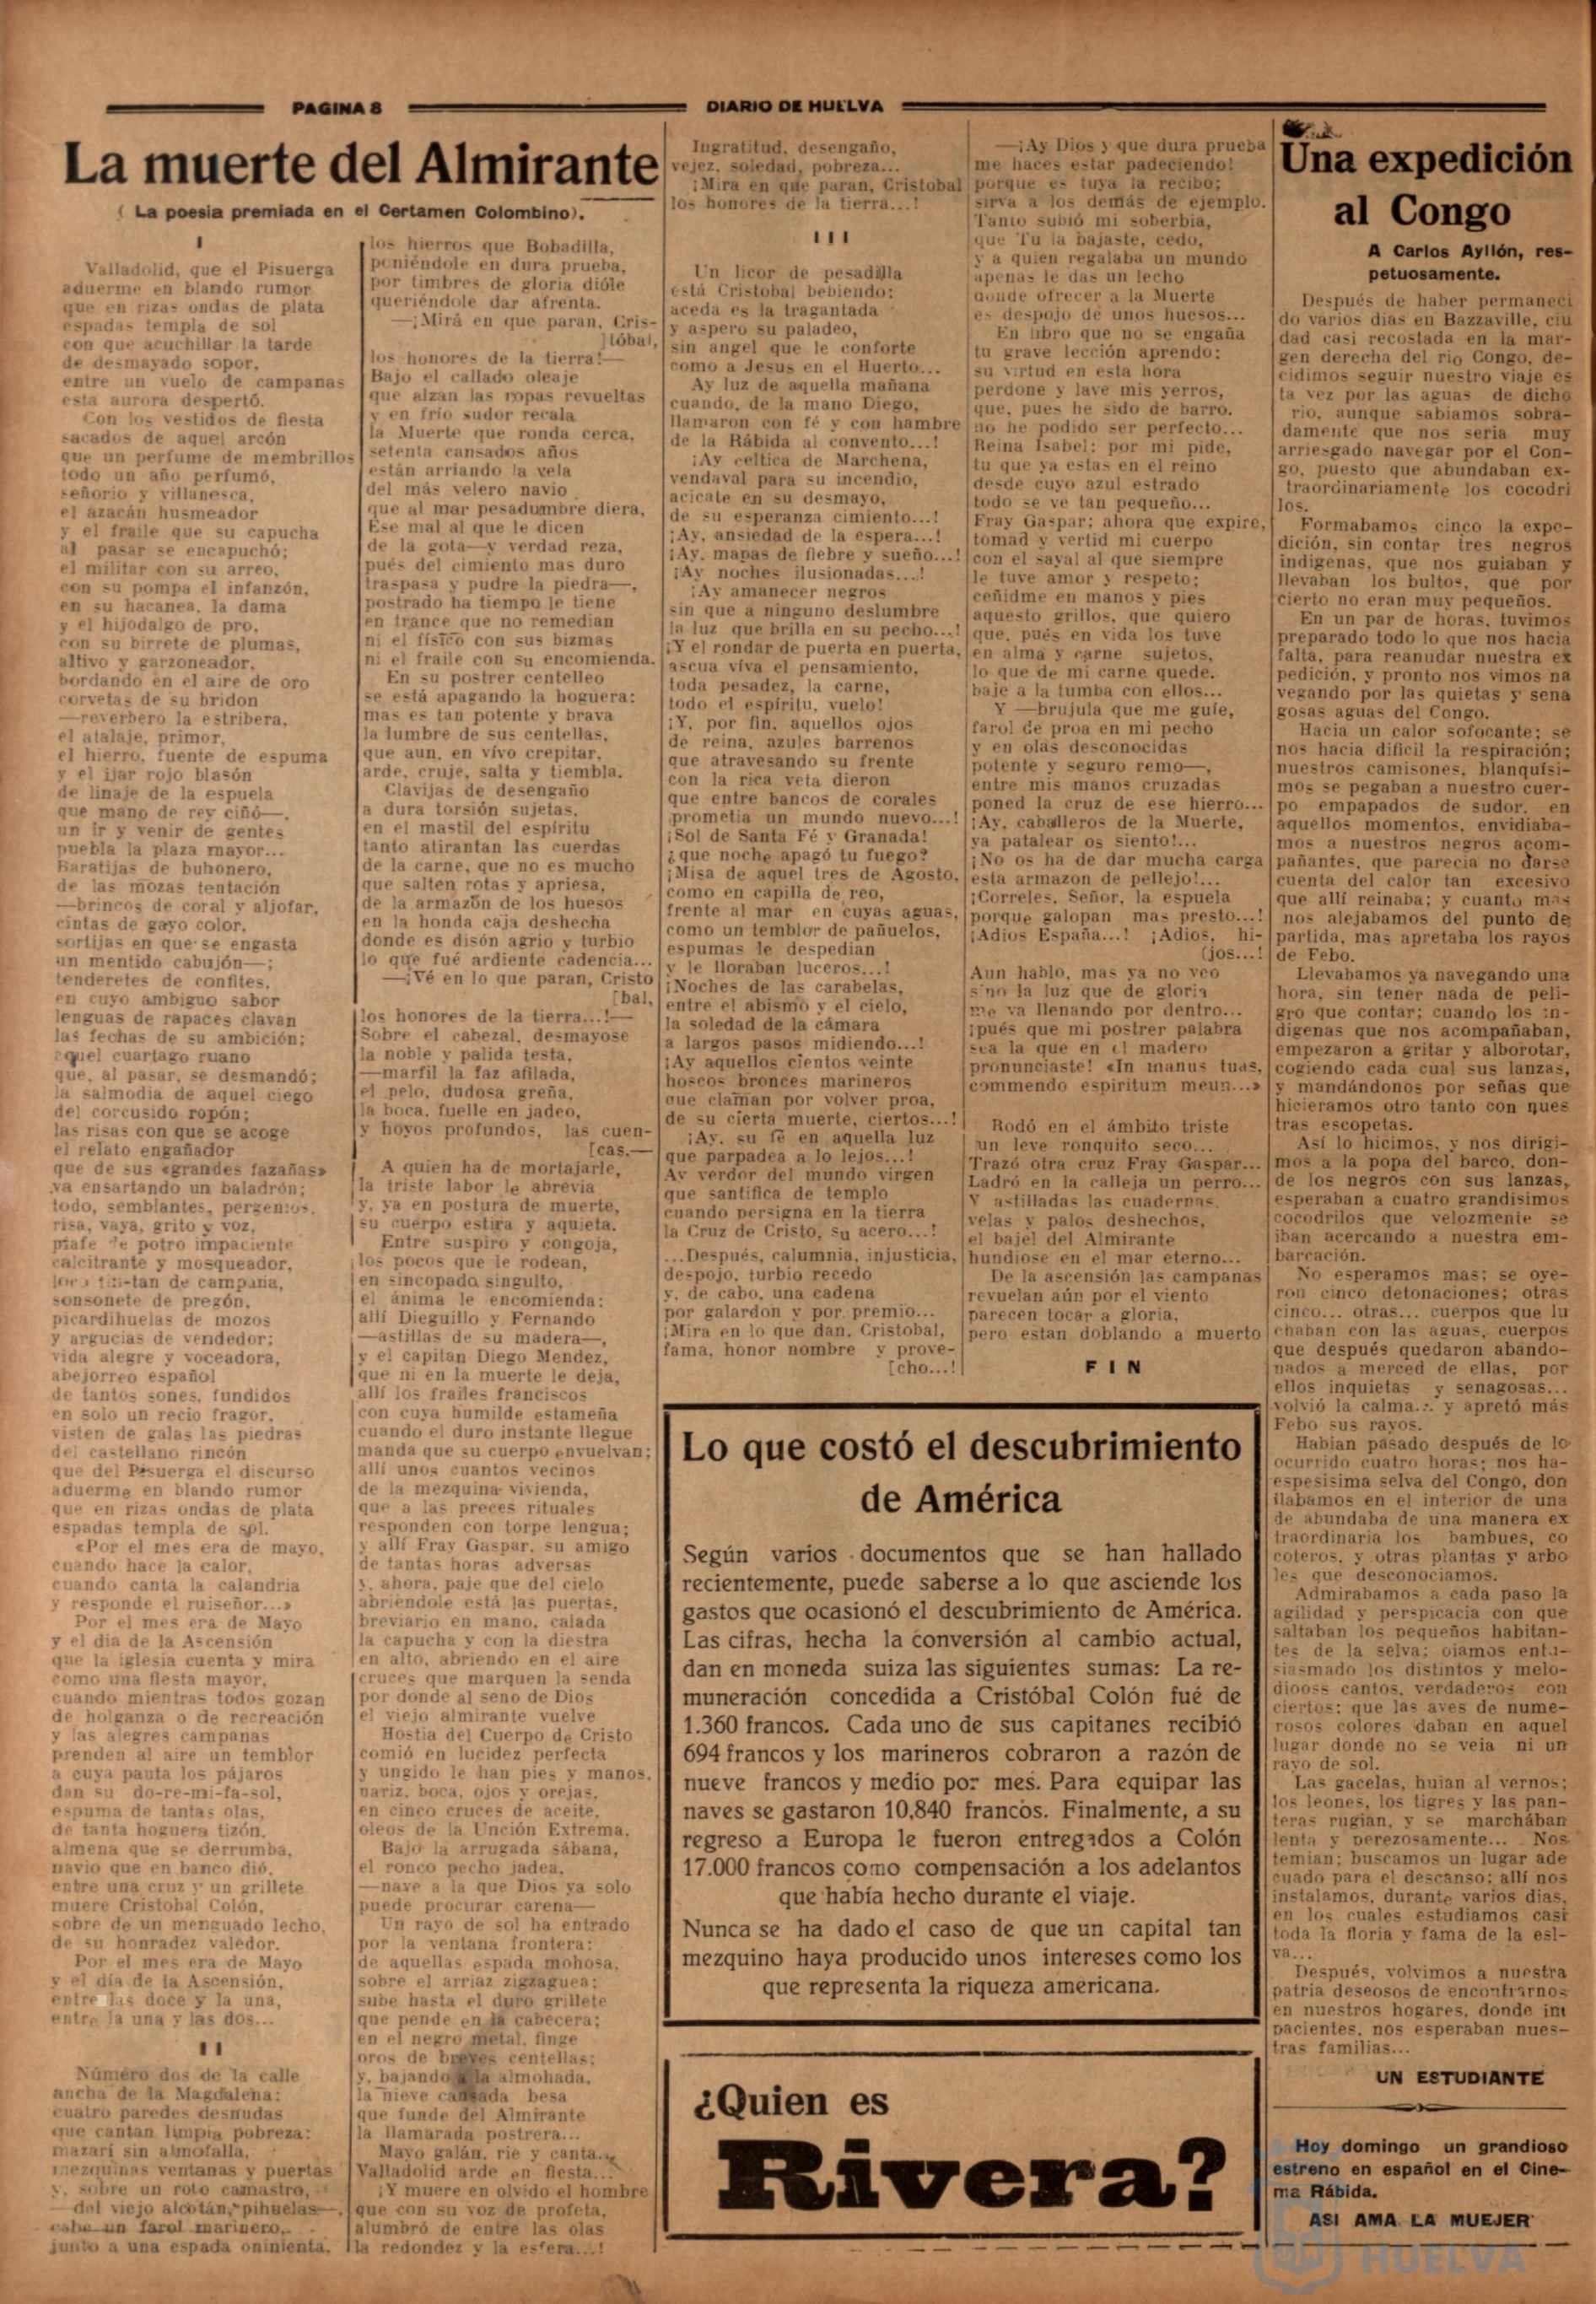 PAGINA 8
DIARIO DE HUELVA
La muerte del Almirante
( La poesia premiada en el Certamen Colombino).
I
Valladolid, que el Pisuerga
aduerme en blando rumor
que en rizas ondas de plata
espadas templa de sol
con que acuchillar la tarde
de desmayado sopor,
entre un vuelo de campanas
esta aurora despertó.
Con los vestidos de fiesta
sacados de aquel arcón
que un perfume de membrillos
todo un año perfumó,
señorio y villanesca,
el azacán husmeador
y el fraile que su capucha
al pasar se encapuchó;
el militar con su arreo,
con su pompa el infanzón,
en su hacanea, la dama
y el hijodalgo de pro,
con su birrete de plumas,
altivo y garzoneador,
bordando en el aire de oro
corvetas de su bridon
—reverbero la estribera,
el atalaje, primor,
el hierro, fuente de espuma
y el ijar rojo blasón
de linaje de la espuela
que mano de rey ciñó—,
un ir y venir de gentes
puebla la plaza mayor...
Baratijas de buhonero,
de las mozas tentación
—brincos de coral y aljofar,
cintas de gayo color,
sortijas en que se engasta
un mentido cabujón—;
tenderetes de confites,
en cuyo ambiguo sabor
lenguas de rapaces clavan
las fechas de su ambición;
aquel cuartago ruano
que, al pasar, se desmandó;
la salmodia de aquel ciego
del corcusido ropón;
las risas con que se acoge
el relato engañador
que de sus «grandes fazañas»
va ensartando un baladrón;
todo, semblantes, pergenios,
risa, vaya, grito y voz,
piafe de potro impaciente
calcitrante y mosqueador,
loco tin-tan de campana,
sonsonete de pregón,
picardihuelas de mozos
y argucias de vendedor;
vida alegre y voceadora,
abejorreo español
de tantos sones, fundidos
en solo un recio fragor,
visten de galas las piedras
del castellano rincón
que del Pisuerga el discurso
aduerme en blando rumor
que en rizas ondas de plata
espadas templa de sol.
«Por el mes era de mayo,
cuando hace la calor,
cuando canta la calandria
y responde el ruiseñor...»
Por el mes era de Mayo
y el dia de la Ascensión
que la iglesia cuenta y mira
como una fiesta mayor,
cuando mientras todos gozan
de holganza o de recreación
y las alegres campanas
prenden al aire un temblor
a cuya pauta los pájaros
dan su do-re-mi-fa-sol,
espuma de tantas olas,
de tanta hoguera tizón,
almena que se derrumba,
navio que en banco dió,
entre una cruz y un grillete
muere Cristobal Colón,
sobre de un menguado lecho,
de su honradez valedor.
Por el mes era de Mayo
y el día de la Ascensión,
entre las doce y la una,
entre la una y las dos...
II
Número dos de la calle
ancha de la Magdalena:
cuatro paredes desnudas
que cantan limpia pobreza:
mazarí sin almofalla,
mezquinas ventanas y puertas
y, sobre un roto camastro,
—del viejo alcotán, pihuelas—,
cabe un farol marinero,
junto a una espada oninienta,
los hierros que Bobadilla,
poniéndole en dura prueba,
por timbres de gloria dióle
queriéndole dar afrenta.
—¡Mirá en que paran, Cris-
]tóbal,
los honores de la tierra!—
Bajo el callado oleaje
que alzan las ropas revueltas
y en frío sudor recala
la Muerte que ronda cerca,
setenta cansados años
están arriando la vela
del más velero navio
que al mar pesadumbre diera,
Ese mal al que le dicen
de la gota—y verdad reza,
pués del cimiento mas duro
traspasa y pudre la piedra—,
postrado ha tiempo le tiene
en trance que no remedian
ni el físico con sus bizmas
ni el fraile con su encomienda.
En su postrer centelleo
se está apagando la hoguera:
mas es tan potente y brava
la lumbre de sus centellas,
que aun, en vivo crepitar,
arde, cruje, salta y tiembla.
Clavijas de desengaño
a dura torsión sujetas,
en el mastil del espíritu
tanto atirantan las cuerdas
de la carne, que no es mucho
que salten rotas y apriesa,
de la armazón de los huesos
en la honda caja deshecha
donde es disón agrio y turbio
lo que fué ardiente cadencia...
—¡Vé en lo que paran, Cristo
[bal,
los honores de la tierra...!—
Sobre el cabezal, desmayose
la noble y palida testa,
—marfil la faz afilada,
el pelo, dudosa greña,
la boca, fuelle en jadeo,
y hoyos profundos, las cuen-
[cas.—
A quien ha de mortajarle,
la triste labor le abrevia
y, ya en postura de muerte,
su cuerpo estira y aquieta.
Entre suspiro y congoja,
los pocos que le rodean,
en sincopado singulto,
el ánima le encomienda:
allí Dieguillo y Fernando
—astillas de su madera—,
y el capitan Diego Mendez,
que ni en la muerte le deja,
allí los frailes franciscos
con cuya humilde estameña
cuando el duro instante llegue
manda que su cuerpo envuelvan;
allí unos cuantos vecinos
de la mezquina vivienda,
que a las preces rituales
responden con torpe lengua;
y allí Fray Gaspar, su amigo
de tantas horas adversas
y, ahora, paje que del cielo
abriéndole está las puertas,
breviario en mano, calada
la capucha y con la diestra
en alto, abriendo en el aire
cruces que marquen la senda
por donde al seno de Dios
el viejo almirante vuelve
Hostia del Cuerpo de Cristo
comió en lucidez perfecta
y ungido le han pies y manos,
nariz, boca, ojos y orejas,
en cinco cruces de aceite,
oleos de la Unción Extrema,
Bajo la arrugada sábana,
el ronco pecho jadea,
—nave a la que Dios ya solo
puede procurar carena—
Un rayo de sol ha entrado
por la ventana frontera:
de aquellas espada mohosa,
sobre el arriaz zigzaguea;
sube hasta el duro grillete
que pende en la cabecera;
en el negro metal, finge
oros de breves centellas;
y, bajando a la almohada,
la nieve cansada besa
que funde del Almirante
la llamarada postrera...
Mayo galán, rie y canta...
Valladolid arde en fiesta...
¡Y muere en olvido el hombre
que con su voz de profeta,
alumbró de entre las olas
la redondez y la esfera...!
Ingratitud, desengaño,
vejez, soledad, pobreza...
¡Mira en que paran, Cristobal
los honores de la tierra...!
III
Un licor de pesadilla
está Cristobal bebiendo:
aceda es la tragantada
y aspero su paladeo,
sin angel que le conforte
como a Jesus en el Huerto...
Ay luz de aquella mañana
cuando, de la mano Diego,
llamaron con fé y con hambre
de la Rábida al convento...!
¡Ay celtica de Marchena,
vendaval para su incendio,
acicate en su desmayo,
de su esperanza cimiento...!
¡Ay, ansiedad de la espera...!
¡Ay, mapas de fiebre y sueño...!
¡Ay noches ilusionadas....!
¡Ay amanecer negros
sin que a ninguno deslumbre
la luz que brilla en su pecho...!
¡Y el rondar de puerta en puerta,
ascua viva el pensamiento,
toda pesadez, la carne,
todo el espíritu, vuelo!
¡Y, por fin, aquellos ojos
de reina, azules barrenos
que atravesando su frente
con la rica veta dieron
que entre bancos de corales
prometia un mundo nuevo...!
¡Sol de Santa Fé y Granada!
¿que noche apagó tu fuego?
¡Misa de aquel tres de Agosto,
como en capilla de reo,
frente al mar en cuyas aguas,
como un temblor de pañuelos,
espumas le despedian
y le lloraban luceros...!
¡Noches de las carabelas,
entre el abismo y el cielo,
la soledad de la cámara
a largos pasos midiendo...!
¡Ay aquellos cientos veinte
hoscos bronces marineros
que claman por volver proa,
de su cierta muerte, ciertos...!
¡Ay, su fe en aquella luz
que parpadea a lo lejos...!
Ay verdor del mundo virgen
que santifica de templo
cuando persigna en la tierra
la Cruz de Cristo, su acero...!
...Después, calumnia, injusticia,
despojo, turbio recedo
y, de cabo, una cadena
por galardon y por premio...
¡Mira en lo que dan, Cristobal,
fama, honor nombre y prove-
[cho...!
—¡Ay Dios y que dura prueba
me haces estar padeciendo!
porque es tuya la recibo;
sirva a los demás de ejemplo.
Tanto subió mi soberbia,
que Tu la bajaste, cedo,
y a quien regalaba un mundo
apenas le das un lecho
donde ofrecer a la Muerte
es despojo de unos huesos...
En libro que no se engaña
tu grave lección aprendo:
su virtud en esta hora
perdone y lave mis yerros,
que, pues he sido de barro,
no he podido ser perfecto...
Reina Isabel: por mi pide,
tu que ya estas en el reino
desde cuyo azul estrado
todo se ve tan pequeño...
Fray Gaspar; ahora que expire,
tomad y vertid mi cuerpo
con el sayal al que siempre
le tuve amor y respeto;
ceñidme en manos y pies
aquesto grillos, que quiero
que, pués en vida los tuve
en alma y carne sujetos,
lo que de mi carne quede.
baje a la tumba con ellos...
Y —brujula que me guie,
farol de proa en mi pecho
y en olas desconocidas
potente y seguro remo—,
entre mis manos cruzadas
poned la cruz de ese hierro...
¡Ay, caballeros de la Muerte,
ya patalear os siento!...
¡No os ha de dar mucha carga
esta armazon de pellejo!...
¡Correles, Señor, la espuela
porque galopan mas presto...!
¡Adios España...! ¡Adios, hi-
(jos...!
Aun hablo, mas ya no veo
sino la luz que de gloria
me va llenando por dentro...
¡pués que mi postrer palabra
sea la que en el madero
pronunciaste! «In manus tuas,
commendo espiritum meun...»
Rodó en el ámbito triste
un leve ronquito seco...
Trazó otra cruz Fray Gaspar...
Ladró en la calleja un perro...
Y astilladas las cuadernas,
velas y palos deshechos,
el bajel del Almirante
hundiose en el mar eterno...
De la ascensión las campanas
revuelan aún por el viento
parecen tocar a gloria,
pero estan doblando a muerto
FIN
Lo que costó el descubrimiento
de América
Según varios documentos que se han hallado
recientemente, puede saberse a lo que asciende los
gastos que ocasionó el descubrimiento de América.
Las cifras, hecha la conversión al cambio actual,
dan en moneda suiza las siguientes sumas: La re-
muneración concedida a Cristóbal Colón fué de
1.360 francos. Cada uno de sus capitanes recibió
694 francos y los marineros cobraron a razón de
nueve francos y medio por mes. Para equipar las
naves se gastaron 10,840 francos. Finalmente, a su
regreso a Europa le fueron entregados a Colón
17.000 francos como compensación a los adelantos
que había hecho durante el viaje.
Nunca se ha dado el caso de que un capital tan
mezquino haya producido unos intereses como los
que representa la riqueza americana.
¿Quien es
Rivera?
Una expedición
al Congo
A Carlos Ayllón, res-
petuosamente.
Después de haber permaneci
do varios dias en Bazzaville, ciu
dad casi recostada en la mar-
gen derecha del rio Congo, de-
cidimos seguir nuestro viaje es
ta vez por las aguas de dicho
rio, aunque sabiamos sobra-
damente que nos seria muy
arriesgado navegar por el Con-
go, puesto que abundaban ex-
traordinariamente los cocodri
los.
Formabamos cinco la expe-
dición, sin contar tres negros
indigenas, que nos guiaban y
llevaban los bultos, que por
cierto no eran muy pequeños.
En un par de horas, tuvimos
preparado todo lo que nos hacia
falta, para reanudar nuestra ex
pedición, y pronto nos vimos na
vegando por las quietas y sena
gosas aguas del Congo.
Hacia un calor sofocante; se
nos hacia dificil la respiración;
nuestros camisones, blanquísi-
mos se pegaban a nuestro cuer-
po empapados de sudor, en
aquellos momentos, envidiaba-
mos a nuestros negros acom-
pañantes, que parecia no darse
cuenta del calor tan excesivo
que allí reinaba; y cuanto mas
nos alejabamos del punto de
partida, mas apretaba los rayos
de Febo.
Llevabamos ya navegando una
hora, sin tener nada de peli-
gro que contar; cuando los in-
digenas que nos acompañaban,
empezaron a gritar y alborotar,
cogiendo cada cual sus lanzas,
y mandándonos por señas que
hicieramos otro tanto con nues
tras escopetas.
Así lo hicimos, y nos dirigi-
mos a la popa del barco, don-
de los negros con sus lanzas,
esperaban a cuatro grandisimos
cocodrilos que velozmente se
iban acercando a nuestra em-
barcación.
No esperamos mas; se oye-
ron cinco detonaciones; otras
cinco... otras... cuerpos que lu
chaban con las aguas, cuerpos
que después quedaron abando-
nados a merced de ellas, por
ellos inquietas y senagosas...
volvió la calma... y apretó más
Febo sus rayos.
Habian pasado después de lo
ocurrido cuatro horas; nos ha-
espesisima selva del Congo, don
llabamos en el interior de una
de abundaba de una manera ex
traordinaria los bambues, co
coteros, y otras plantas y arbo
les que desconociamos.
Admirabamos a cada paso la
agilidad y perspicacia con que
saltaban los pequeños habitan-
tes de la selva; oiamos entu-
siasmado los distintos y melo-
diooss cantos, verdaderos con
ciertos; que las aves de nume-
rosos colores daban en aquel
lugar donde no se veia ni un
rayo de sol.
Las gacelas, huian al vernos;
los leones, los tigres y las pan-
teras rugian, y se marchában
lenta y perezosamente... Nos
temian; buscamos un lugar ade
cuado para el descanso; allí nos
instalamos, durante varios dias,
en los cuales estudiamos casi
toda la floria y fama de la esl-
va...
Después, volvimos a nuestra
patria deseosos de encontrarnos
en nuestros hogares, donde im
pacientes, nos esperaban nues-
tras familias...
UN ESTUDIANTE
Hoy domingo un grandioso
estreno en español en el Cine-
ma Rábida.
ASI AMA LA MUEJER
HUELVA